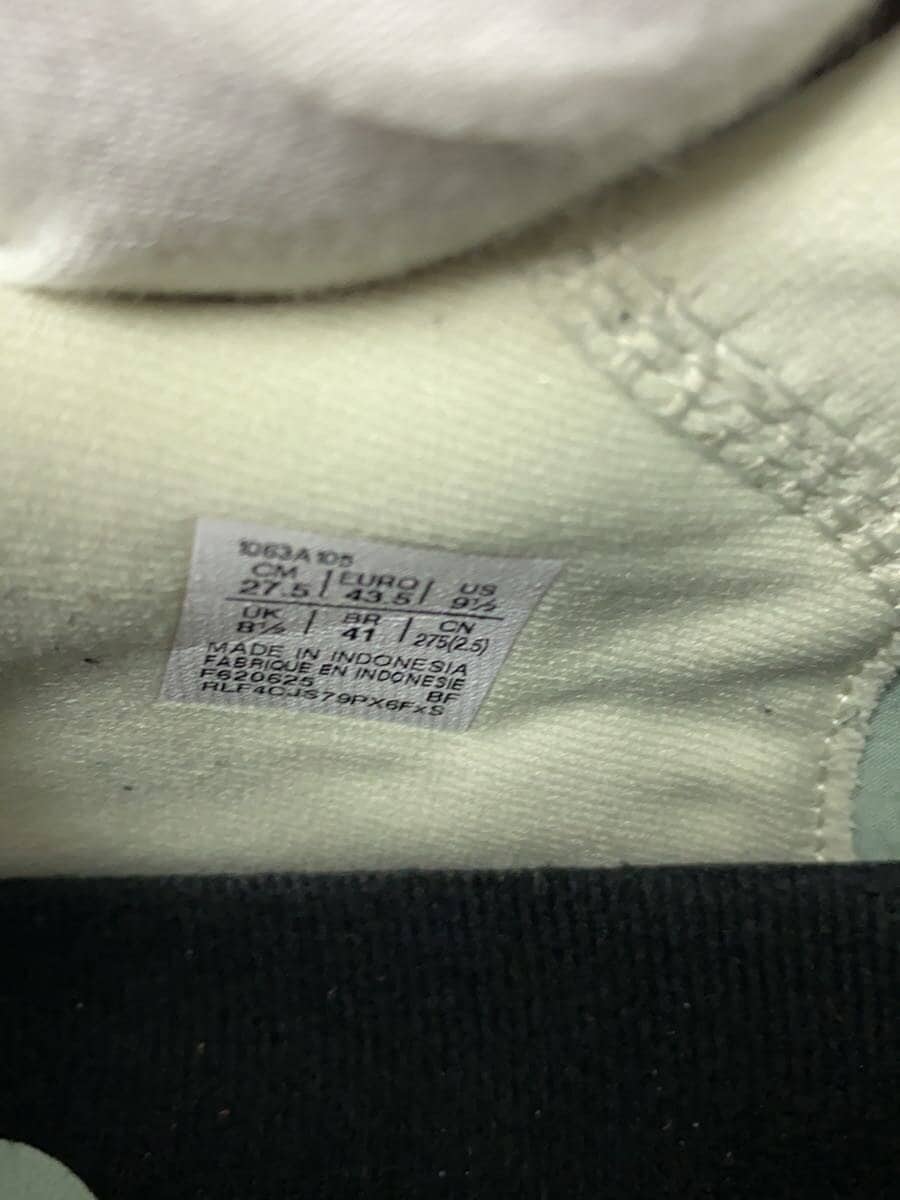 1063A105
CM | EURO | US
27.5 | 43.5 | 9½
UK | BR | CN
8½ | 41 | 275(2.5)
MADE IN INDONESIA
FABRIQUE EN INDONESIE
F620625 BF
RLF4CJS79PX6FxS